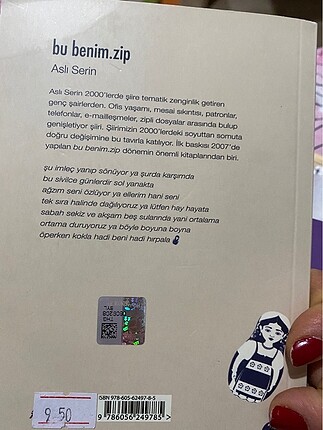 bu benim.zip
Aslı Serin
Aslı Serin 2000'lerde şiire tematik zenginlik getiren
genç şairlerden. Ofis yaşamı, mesai sıkıntısı, patronlar,
telefonlar, e-mailleşmeler, zipli dosyalar arasında bulup
genişletiyor şiiri. Şiirimizin 2000'lerdeki soyuttan somuta
doğru değişimine bu tavırla katılıyor. İlk baskısı 2007'de
yapılan bu benim.zip dönemin önemli kitaplarından biri.
şu imleç yanıp sönüyor ya şurda karşımda
bu sivilce günlerdir sol yanakta
ağzım seni özlüyor ya ellerim hani seni
tek sıra halinde dağılıyoruz ya lütfen hay hayata
sabah sekiz ve akşam beş sularında yani ortalama
ortama duruyoruz ya böyle boyuna boyna
öperken kokla hadi beni hadi hırpala
9.50
ISBN 978-605-62497-8-5
9 786056 249785 >